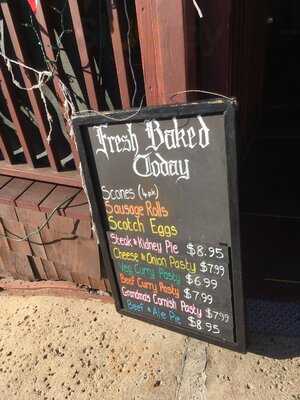 Fresh Baked
Today
Scones (4pk)
Sausage Rolls
Scotch Eggs
Steak & Kidney Pie $8.95
Cheese & Onion Pasty $7.99
Veg Curry Pasty $6.99
Beef Curry Pasty $7.99
Grandma's Cornish Pasty $7.99
Beef & Ale Pie $8.95